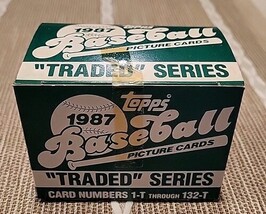 1987
Baseball
PICTURE CARDS
"TRADED" SERIES
TOPPS
1987
Baseball
PICTURE CARDS
"TRADED" SERIES
CARD NUMBERS 1-T THROUGH 132-T